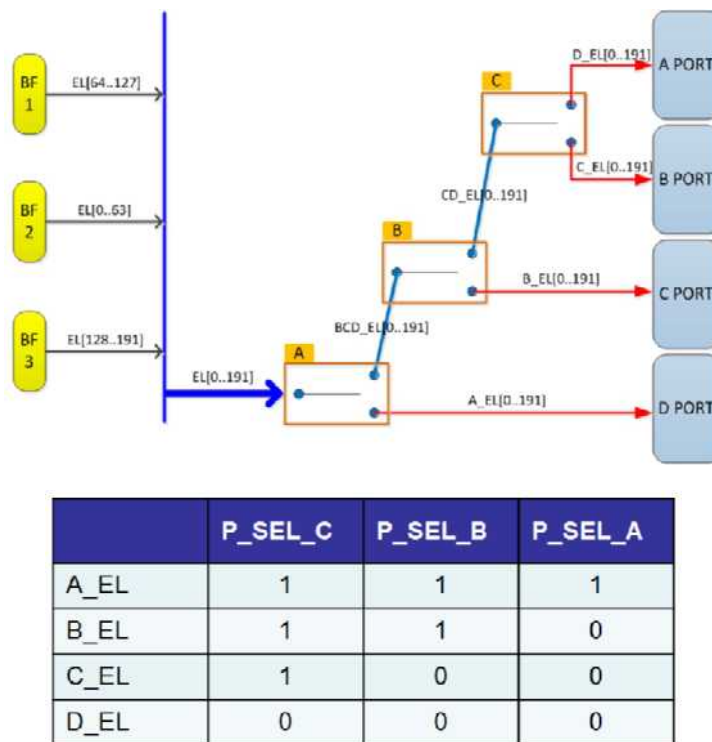 D_EL[0..191]
A PORT
C
BF
1
EL[64..127]
C_EL[0..191]
B PORT
CD_EL[0..191]
BF
2
EL[0..63]
B
B_EL[0..191]
C PORT
BF
3
EL[128..191]
BCD_EL[0..191]
A
EL[0..191]
A_EL[0..191]
D PORT
P_SEL_C P_SEL_B P_SEL_A
A_EL 1 1 1
B_EL 1 1 0
C_EL 1 0 0
D_EL 0 0 0